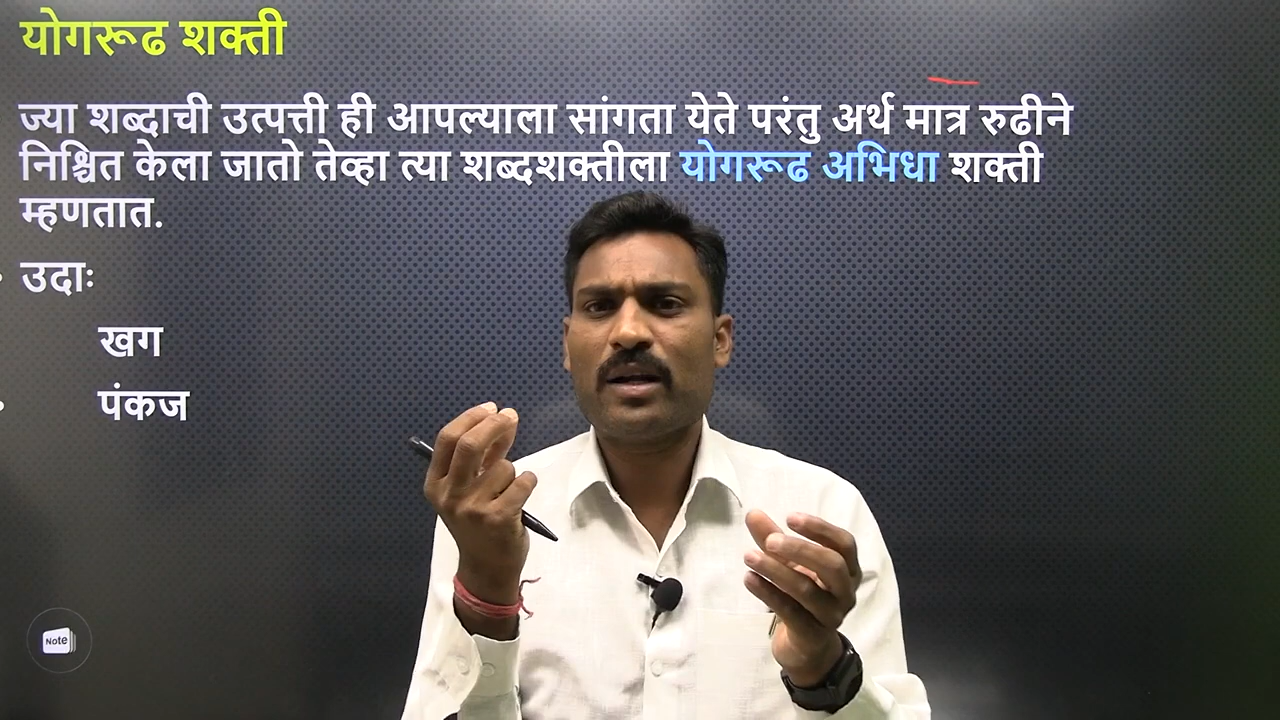 योगरूढ शक्ती
ज्या शब्दाची उत्पत्ती ही आपल्याला सांगता येते परंतु अर्थ मात्र रुढीने
निश्चित केला जातो तेव्हा त्या शब्दशक्तीला योगरूढ अभिधा शक्ती
म्हणतात.
उदाः
खग
पंकज
Note